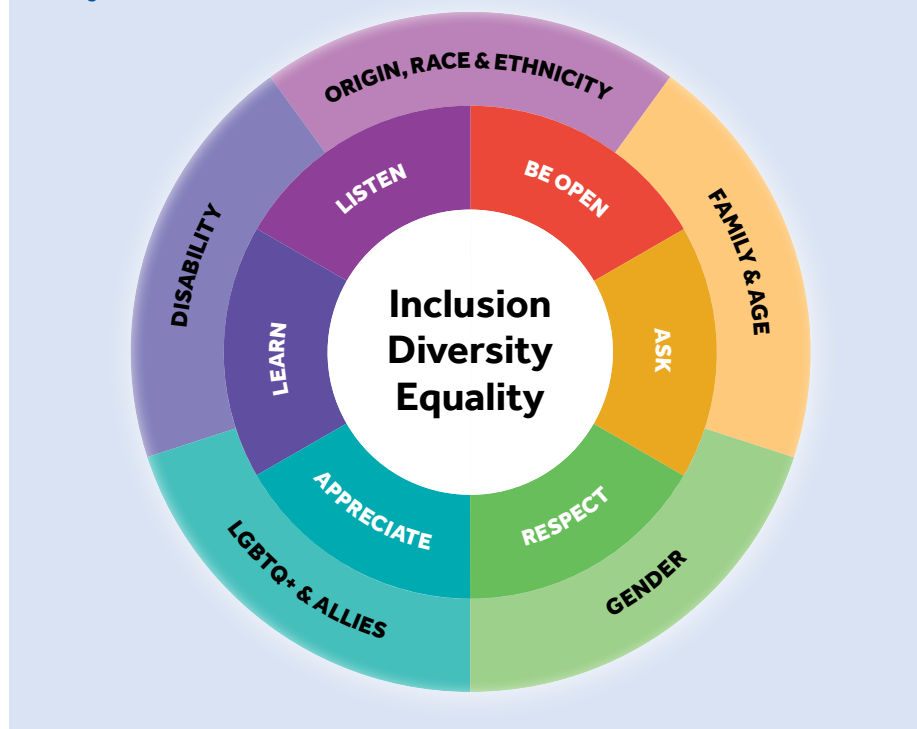 ORIGIN, RACE & ETHNICITY
FAMILY & AGE
GENDER
LGBTQ+ & ALLIES
DISABILITY
BE OPEN
ASK
RESPECT
APPRECIATE
LEARN
LISTEN
Inclusion
Diversity
Equality